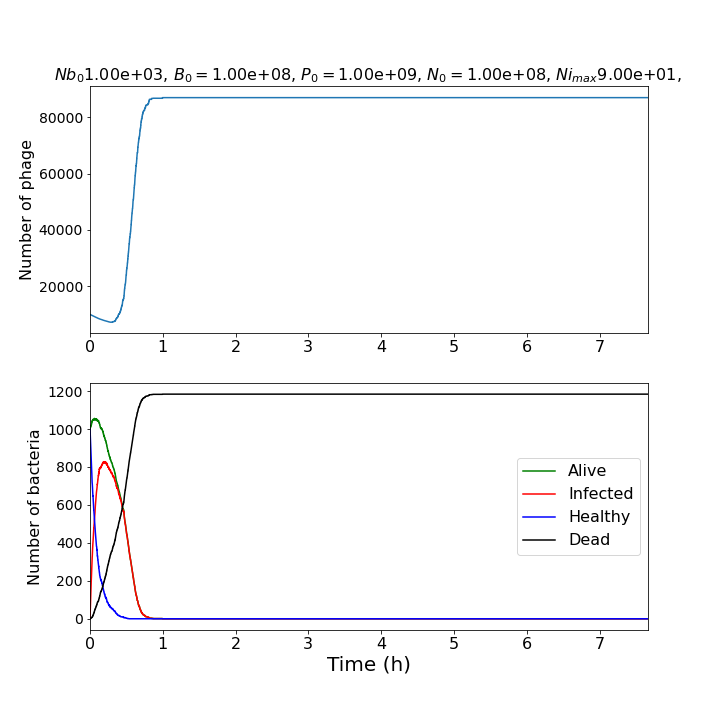 Nb₀1.00e+03, B₀ = 1.00e+08, P₀ = 1.00e+09, N₀ = 1.00e+08, Niₘₐₓ9.00e+01,
80000
60000
40000
20000
Number of phage
0 1 2 3 4 5 6 7
1200
1000
800
600
400
200
0
Number of bacteria
Alive
Infected
Healthy
Dead
0 1 2 3 4 5 6 7
Time (h)